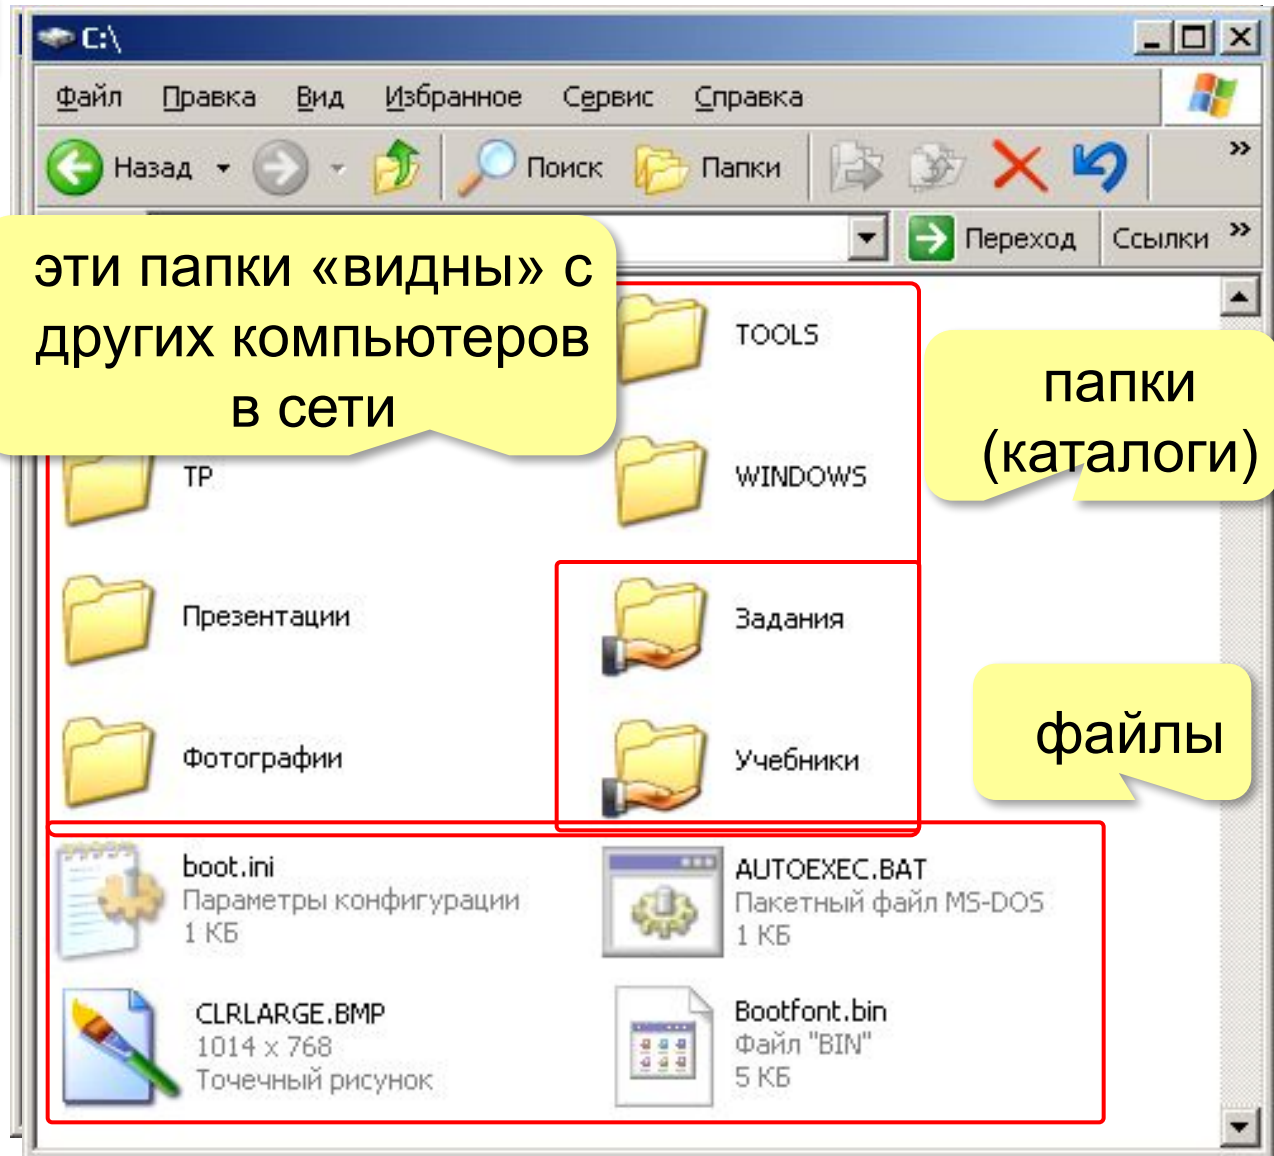 C:\
Файл Правка Вид Избранное Сервис Справка
Назад Поиск Папки »
Переход Ссылки »
эти папки «видны» с
других компьютеров
в сети
TOOLS
папки
(каталоги)
TP
WINDOWS
Презентации
Задания
Фотографии
Учебники
файлы
boot.ini
Параметры конфигурации
1 КБ
AUTOEXEC.BAT
Пакетный файл MS-DOS
1 КБ
CLRLARGE.BMP
1014 x 768
Точечный рисунок
Bootfont.bin
Файл "BIN"
5 КБ